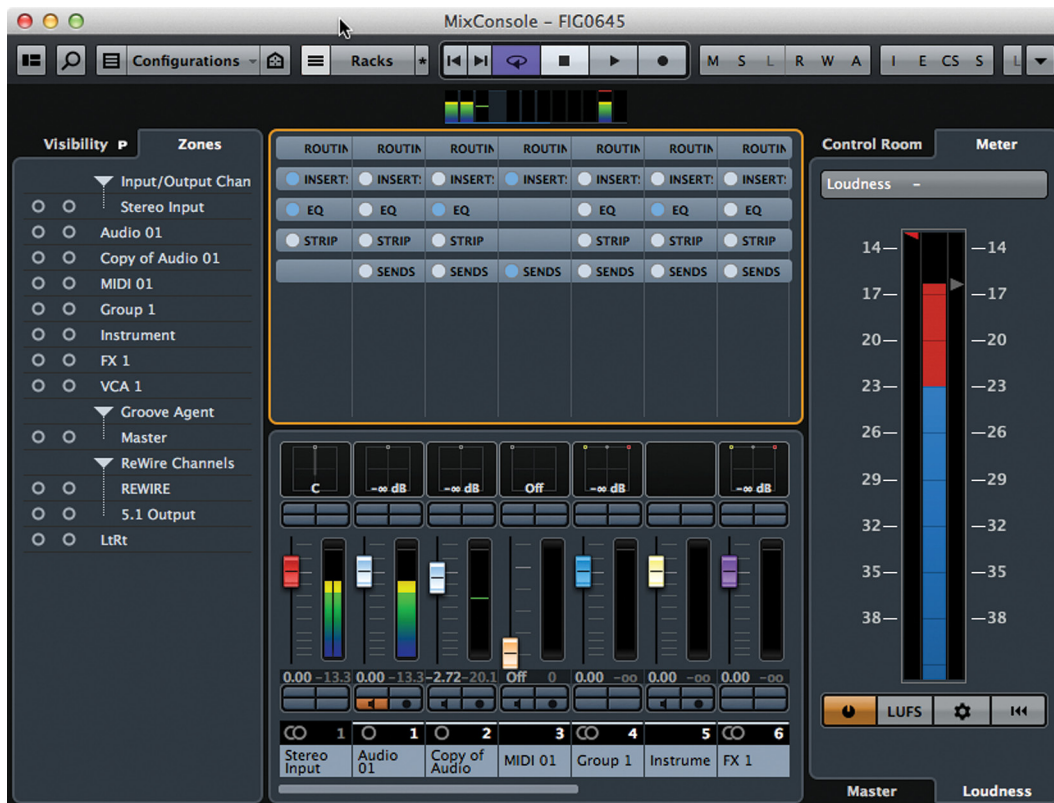 MixConsole – FIG0645
Configurations
Racks
*
M S L R W A
I E CS S
L
Visibility P
Zones
Input/Output Chan
Stereo Input
Audio 01
Copy of Audio 01
MIDI 01
Group 1
Instrument
FX 1
VCA 1
Groove Agent
Master
ReWire Channels
REWIRE
5.1 Output
LtRt
ROUTIN ROUTIN ROUTIN ROUTIN ROUTIN ROUTIN ROUTIN
INSERT: INSERT: INSERT: INSERT: INSERT: INSERT: INSERT:
EQ EQ EQ EQ EQ EQ
STRIP STRIP STRIP STRIP STRIP
SENDS SENDS SENDS SENDS SENDS SENDS
C -∞ dB -∞ dB Off -∞ dB -∞ dB
0.00 -13.3 0.00 -13.3 -2.72 -20.1 Off 0 0.00 -oo 0.00 -oo 0.00 -oo
1 1 2 3 4 5 6
Stereo Input
Audio 01
Copy of Audio
MIDI 01
Group 1
Instrume
FX 1
Control Room
Meter
Loudness –
14 14
17 17
20 20
23 23
26 26
29 29
32 32
35 35
38 38
LUFS
Master
Loudness